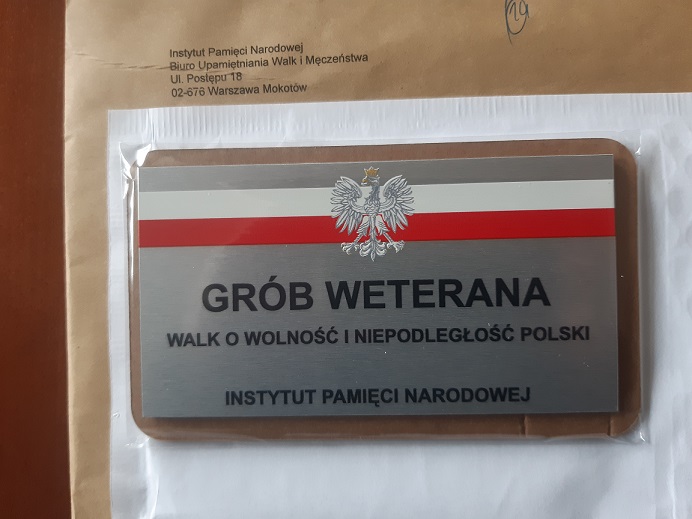 Instytut Pamięci Narodowej
Biuro Upamiętniania Walk i Męczeństwa
Ul. Postępu 18
02-676 Warszawa Mokotów
GRÓB WETERANA
WALK O WOLNOŚĆ I NIEPODLEGŁOŚĆ POLSKI
INSTYTUT PAMIĘCI NARODOWEJ